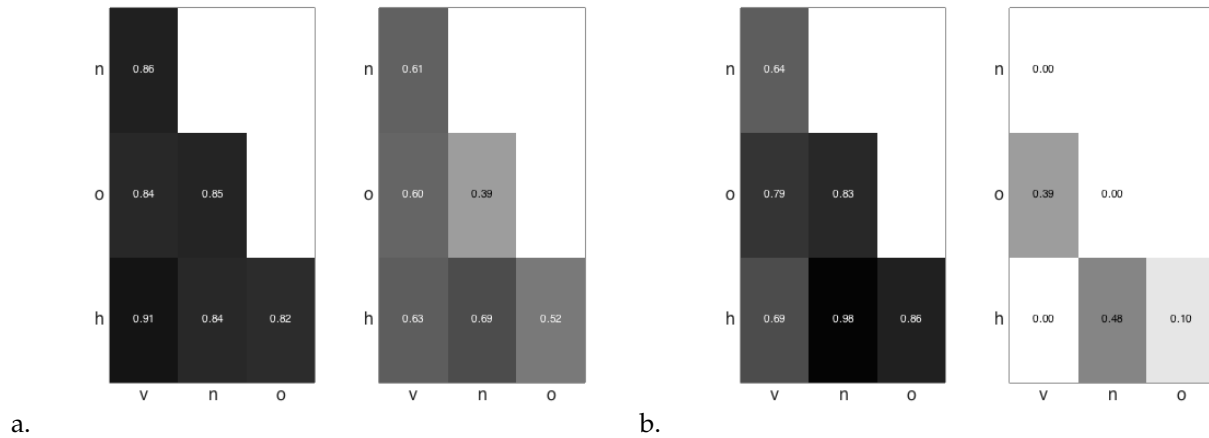 n 0.86 n 0.61 n 0.64 n 0.00
o 0.84 0.85 o 0.60 0.39 o 0.79 0.83 o 0.39 0.00
h 0.91 0.84 0.82 h 0.63 0.69 0.52 h 0.69 0.98 0.86 h 0.00 0.48 0.10
v n o v n o v n o v n o
a. b.